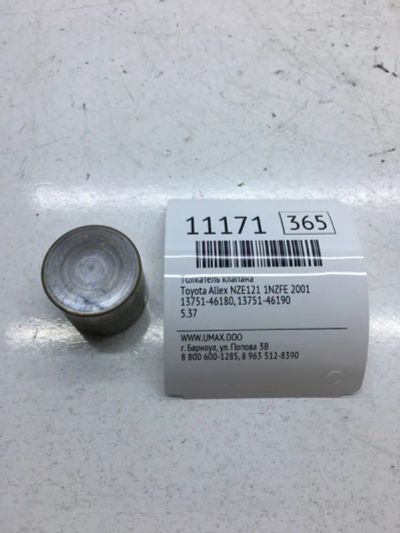 11171 365
Толкатель клапана
Toyota Allex NZE121 1NZFE 2001
13751-46180, 13751-46190
5.37
WWW.UMAX.OOO
г. Барнаул, ул. Попова 3В
8 800 600-1285, 8 963 512-8390